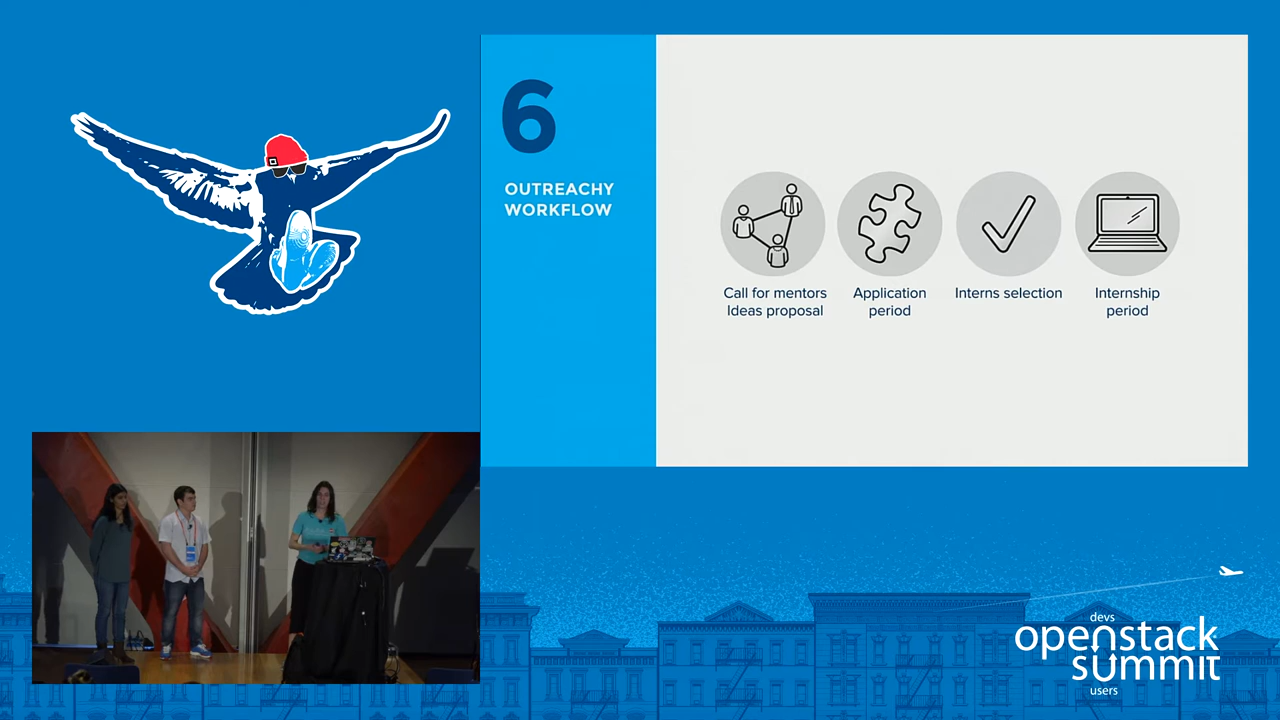 6
OUTREACHY
WORKFLOW
Call for mentors
Ideas proposal
Application
period
Interns selection
Internship
period
devs
openstack
summit
users